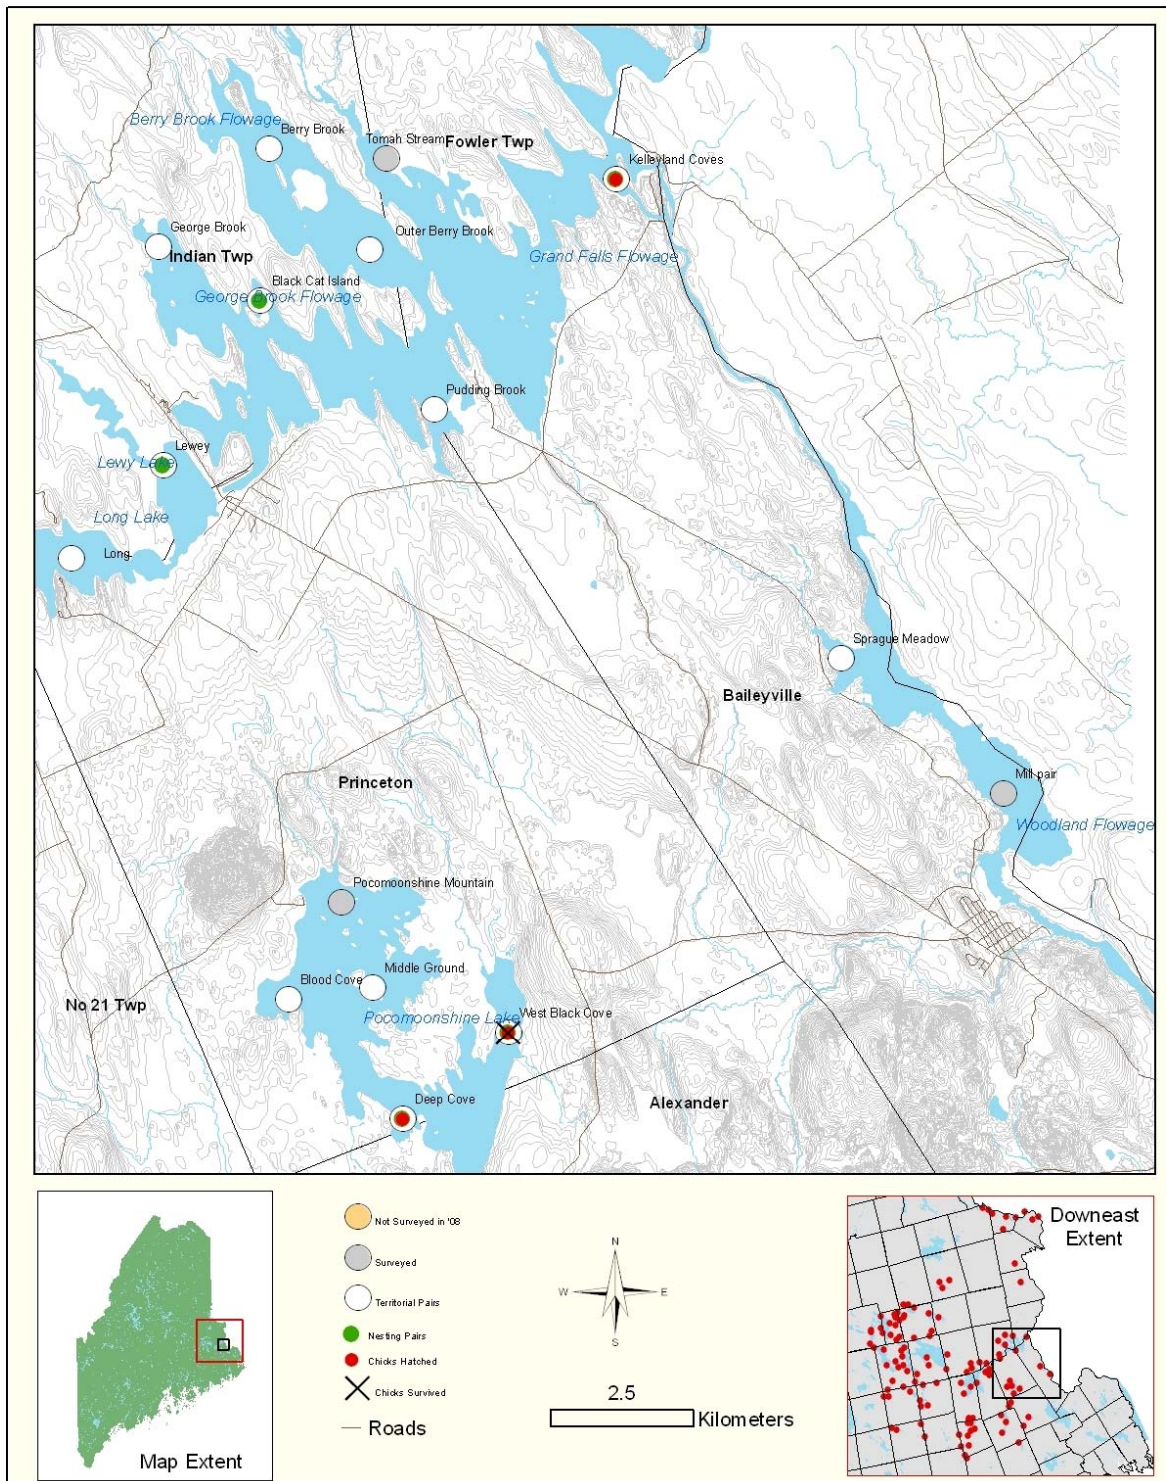 Berry Brook Flowage
Berry Brook
Tomah Stream
Fowler Twp
Kelleyland Coves
George Brook
Indian Twp
Outer Berry Brook
Grand Falls Flowage
Black Cat Island
George Brook Flowage
Pudding Brook
Lewey
Lewy Lake
Long Lake
Long
Sprague Meadow
Baileyville
Princeton
Mill pair
Woodland Flowage
Pocomoonshine Mountain
Middle Ground
Blood Cove
No 21 Twp
Pocomoonshine Lake
West Black Cove
Deep Cove
Alexander
Map Extent
Not Surveyed in '08
Surveyed
Territorial Pairs
Nesting Pairs
Chicks Hatched
Chicks Survived
Roads
N
W
E
S
2.5
Kilometers
Downeast
Extent